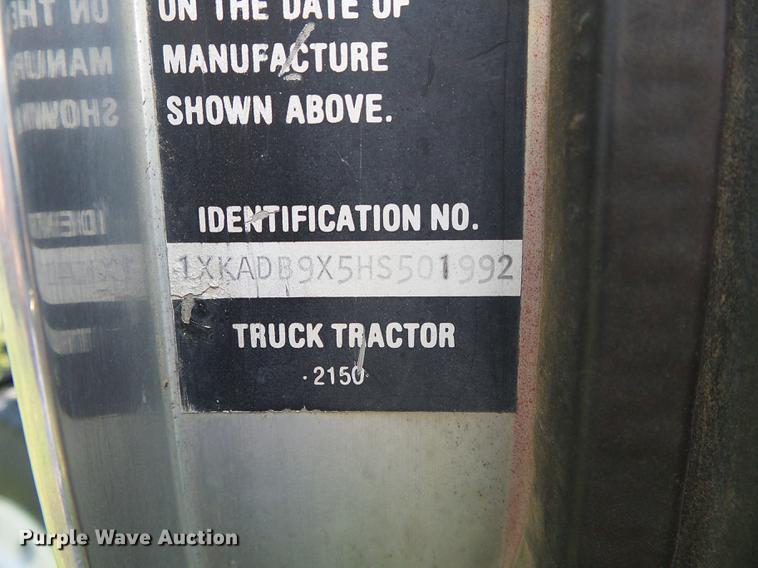 ON THE DATE OF
MANUFACTURE
SHOWN ABOVE.
IDENTIFICATION NO.
1XKADB9X5HS501992
TRUCK TRACTOR
·2150·
Purple Wave Auction